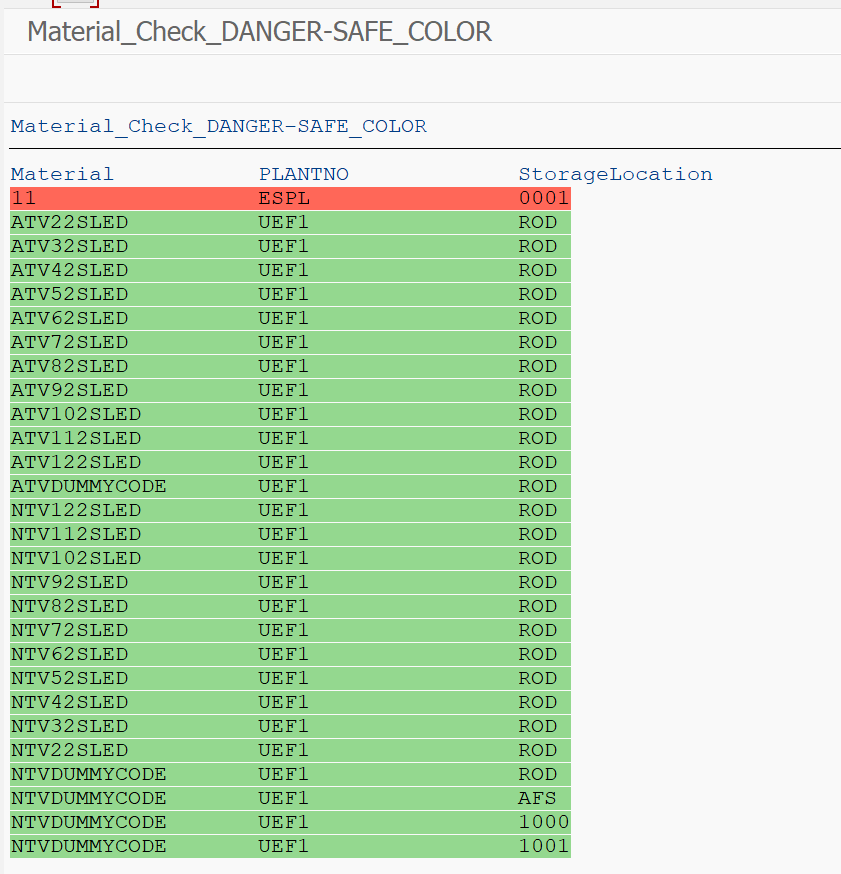 Material_Check_DANGER-SAFE_COLOR
Material_Check_DANGER-SAFE_COLOR
Material PLANTNO StorageLocation
11 ESPL 0001
ATV22SLED UEF1 ROD
ATV32SLED UEF1 ROD
ATV42SLED UEF1 ROD
ATV52SLED UEF1 ROD
ATV62SLED UEF1 ROD
ATV72SLED UEF1 ROD
ATV82SLED UEF1 ROD
ATV92SLED UEF1 ROD
ATV102SLED UEF1 ROD
ATV112SLED UEF1 ROD
ATV122SLED UEF1 ROD
ATVDUMMYCODE UEF1 ROD
NTV122SLED UEF1 ROD
NTV112SLED UEF1 ROD
NTV102SLED UEF1 ROD
NTV92SLED UEF1 ROD
NTV82SLED UEF1 ROD
NTV72SLED UEF1 ROD
NTV62SLED UEF1 ROD
NTV52SLED UEF1 ROD
NTV42SLED UEF1 ROD
NTV32SLED UEF1 ROD
NTV22SLED UEF1 ROD
NTVDUMMYCODE UEF1 ROD
NTVDUMMYCODE UEF1 AFS
NTVDUMMYCODE UEF1 1000
NTVDUMMYCODE UEF1 1001